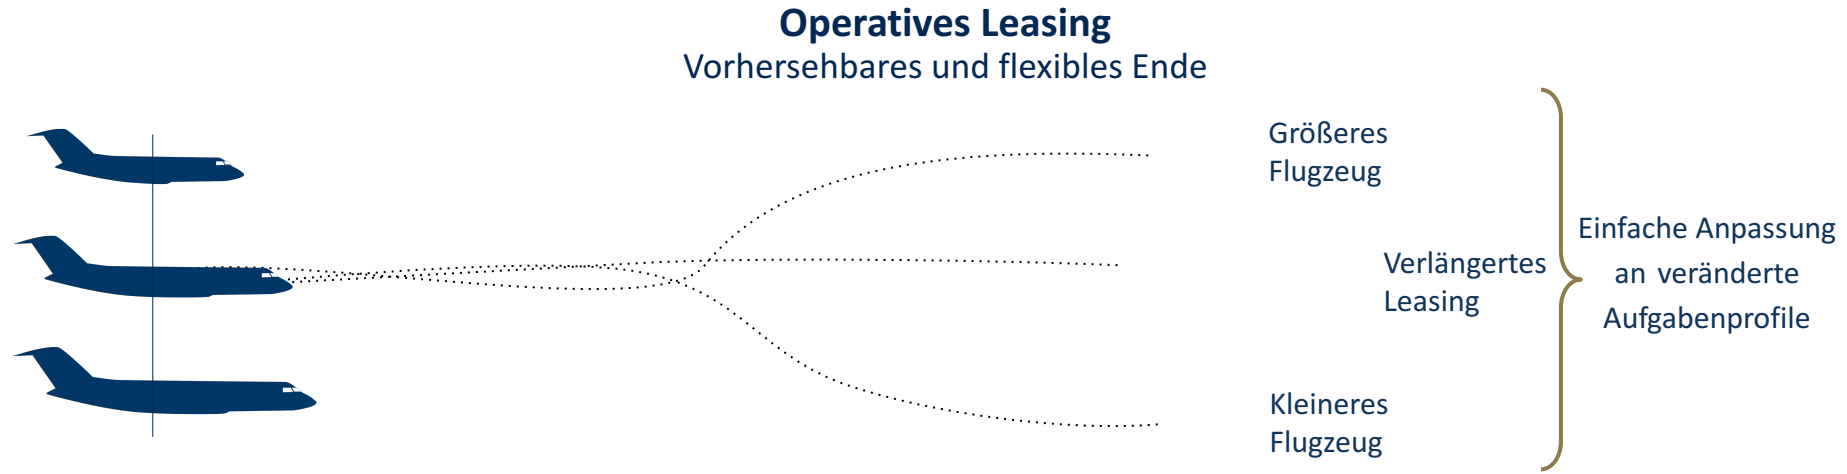 Operatives Leasing
Vorhersehbares und flexibles Ende
Größeres
Flugzeug
Verlängertes
Leasing
Kleineres
Flugzeug
Einfache Anpassung
an veränderte
Aufgabenprofile